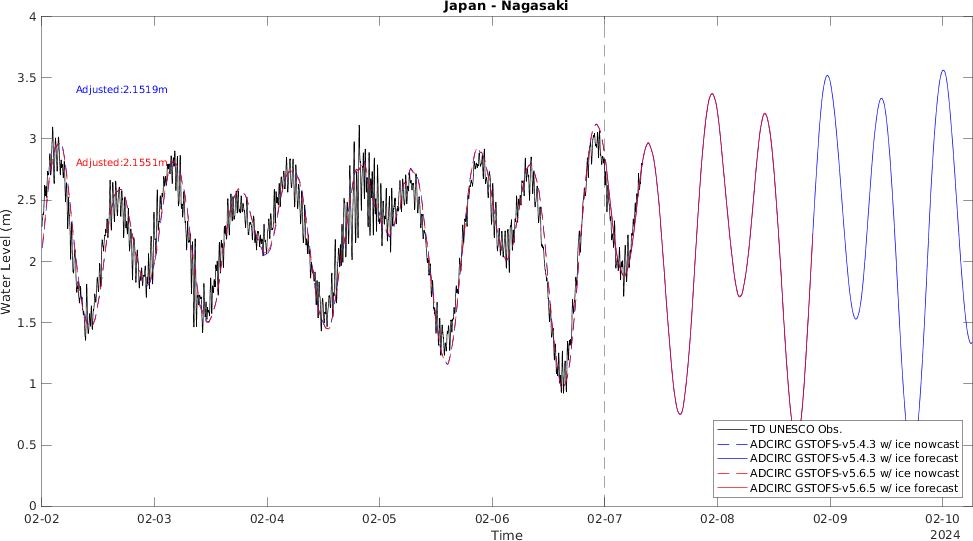 Japan - Nagasaki
4
3.5
3
2.5
2
1.5
1
0.5
0
Water Level (m)
Adjusted:2.1519m
Adjusted:2.1551m
TD UNESCO Obs.
ADCIRC GSTOFS-v5.4.3 w/ ice nowcast
ADCIRC GSTOFS-v5.4.3 w/ ice forecast
ADCIRC GSTOFS-v5.6.5 w/ ice nowcast
ADCIRC GSTOFS-v5.6.5 w/ ice forecast
02-02 02-03 02-04 02-05 02-06 02-07 02-08 02-09 02-10
Time
2024